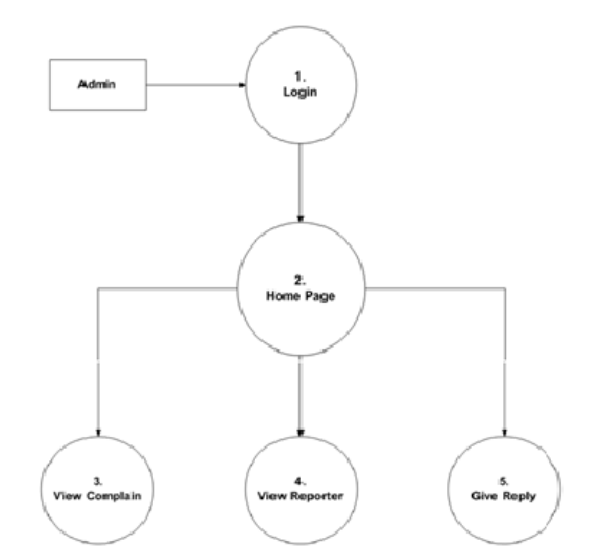 Admin
1.
Login
2.
Home Page
3.
View Complain
4.
View Reporter
5.
Give Reply